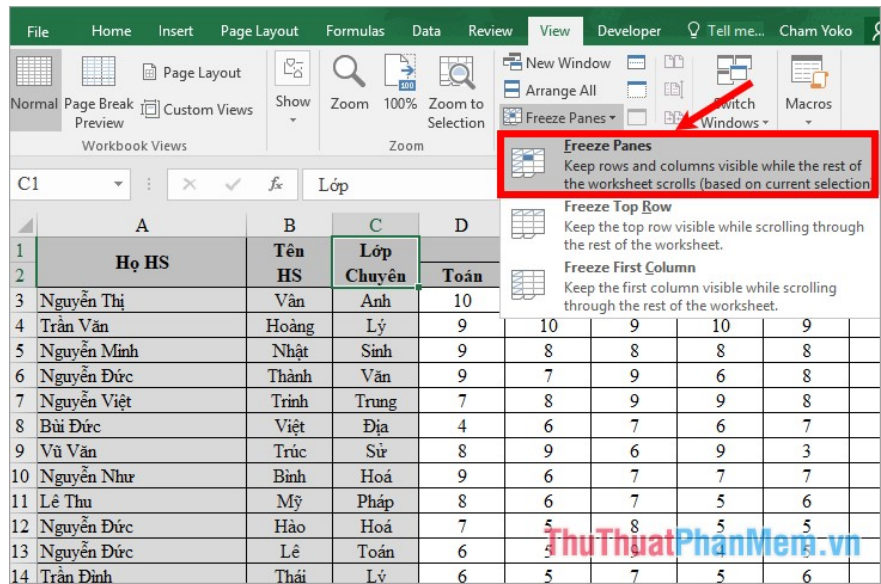 File Home Insert Page Layout Formulas Data Review View Developer Tell me... Cham Yoko
Normal Page Break Preview Page Layout Custom Views
Workbook Views
Show
Zoom 100% Zoom to Selection
Zoom
New Window
Arrange All
Freeze Panes
Switch Windows
Macros
Freeze Panes
Keep rows and columns visible while the rest of
the worksheet scrolls (based on current selection)
Freeze Top Row
Keep the top row visible while scrolling through
the rest of the worksheet.
Freeze First Column
Keep the first column visible while scrolling
through the rest of the worksheet.
C1 fx Lớp
A B C D
1 Họ HS Tên Lớp
2 HS Chuyên Toán
3 Nguyễn Thị Vân Anh 10
4 Trần Văn Hoàng Lý 9 10 9 10 9
5 Nguyễn Minh Nhật Sinh 9 8 8 8 8
6 Nguyễn Đức Thành Văn 9 7 9 6 8
7 Nguyễn Việt Trinh Trung 7 8 9 9 8
8 Bùi Đức Việt Địa 4 6 7 6 7
9 Vũ Văn Trúc Sử 8 9 6 9 3
10 Nguyễn Như Bình Hoá 9 6 7 7 7
11 Lê Thu Mỹ Pháp 8 6 7 5 6
12 Nguyễn Đức Hào Hoá 7 5 8 5 5
13 Nguyễn Đức Lê Toán 6 5 9 4 5
14 Trần Đình Thái Lý 6 5 7 5 6
ThuThuatPhanMem.vn